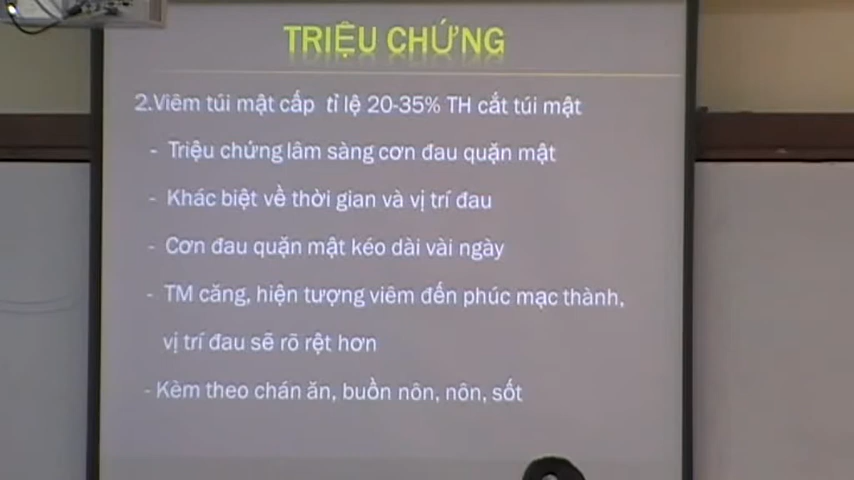 TRIỆU CHỨNG
2.Viêm túi mật cấp tỉ lệ 20-35% TH cắt túi mật
- Triệu chứng lâm sàng cơn đau quặn mật
- Khác biệt về thời gian và vị trí đau
- Cơn đau quặn mật kéo dài vài ngày
- TM căng, hiện tượng viêm đến phúc mạc thành,
vị trí đau sẽ rõ rệt hơn
- Kèm theo chán ăn, buồn nôn, nôn, sốt